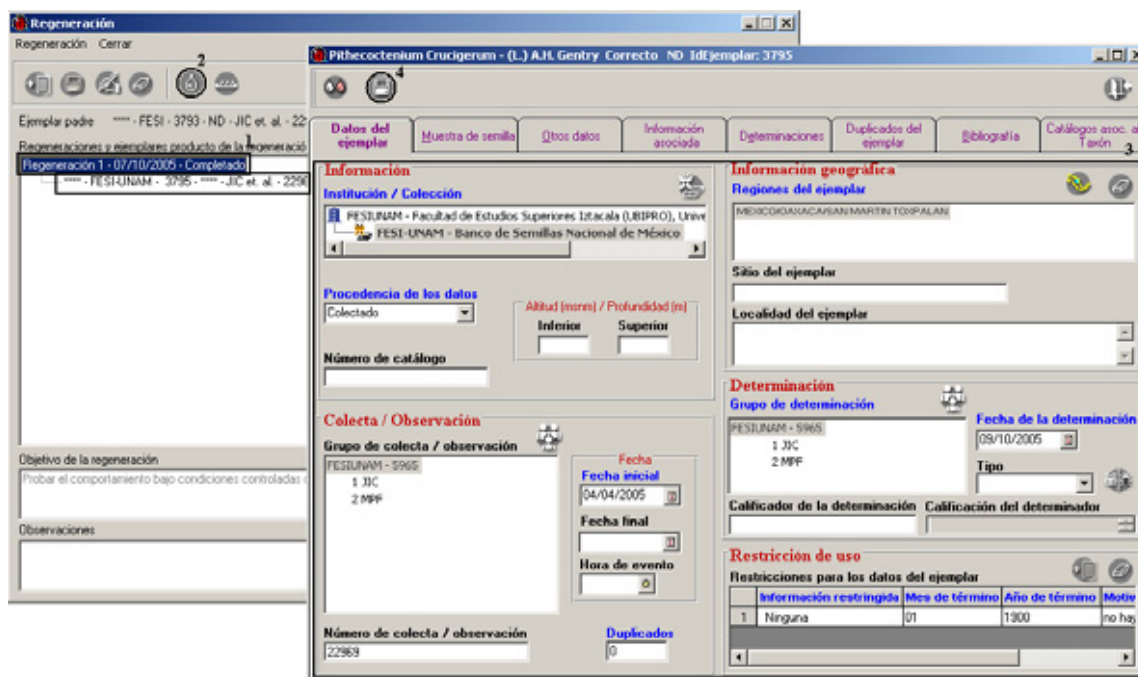 Regeneración
Regeneración Cerrar
2
Ejemplar padre ---- - FESI - 3793 - ND - JIC et. al. - 22
Regeneraciones y ejemplares producto de la regeneració
1
Regeneración 1 - 07/10/2005 - Completado
---- - FESI-UNAM - 3795 - ---- - JIC et. al. - 2296
Objetivo de la regeneración
Probar el comportamiento bajo condiciones controladas
Observaciones
Pithecoctenium Crucigerum - (L.) A.H. Gentry Correcto ND IdEjemplar: 3795
4
Datos del ejemplar
Muestra de semilla
Otros datos
Información asociada
Determinaciones
Duplicados del ejemplar
Bibliografía
Catálogos asoc. a Taxón
3
Información
Institución / Colección
FESIUNAM - Facultad de Estudios Superiores Iztacala (UBIPRO), Unive
FESI-UNAM - Banco de Semillas Nacional de México
Procedencia de los datos
Colectado
Altitud (msnm) / Profundidad (m)
Inferior Superior
Número de catálogo
Colecta / Observación
Grupo de colecta / observación
FESIUNAM - 5965
1 JIC
2 MPF
Fecha
Fecha inicial
04/04/2005
Fecha final
Hora de evento
Número de colecta / observación
22969
Duplicados
0
Información geográfica
Regiones del ejemplar
MEXICO/OAXACA/SAN MARTIN TOXPALAN
Sitio del ejemplar
Localidad del ejemplar
Determinación
Grupo de determinación
FESIUNAM - 5965
1 JIC
2 MPF
Fecha de la determinación
09/10/2005
Tipo
Calificador de la determinación
Calificación del determinador
Restricción de uso
Restricciones para los datos del ejemplar
Información restringida Mes de término Año de término Motiv
1 Ninguna 01 1900 no hay